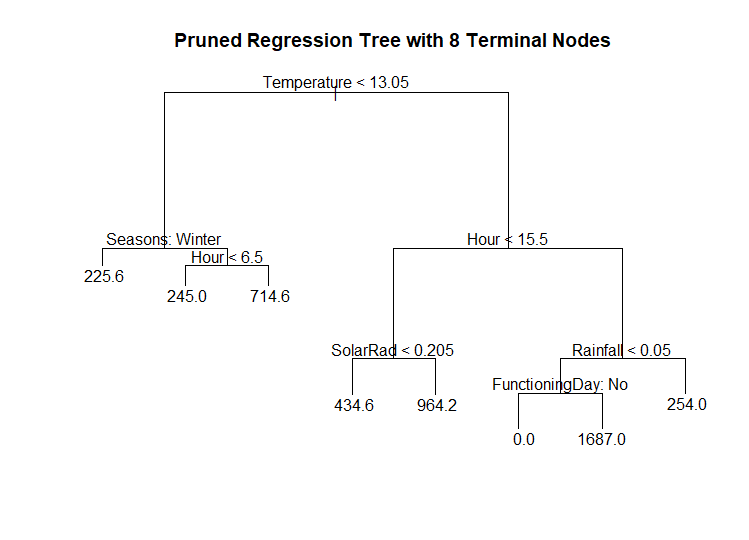 Pruned Regression Tree with 8 Terminal Nodes
Temperature < 13.05
Seasons: Winter
Hour < 15.5
225.6
Hour < 6.5
245.0
714.6
SolarRad < 0.205
Rainfall < 0.05
434.6
964.2
FunctioningDay: No
254.0
0.0
1687.0